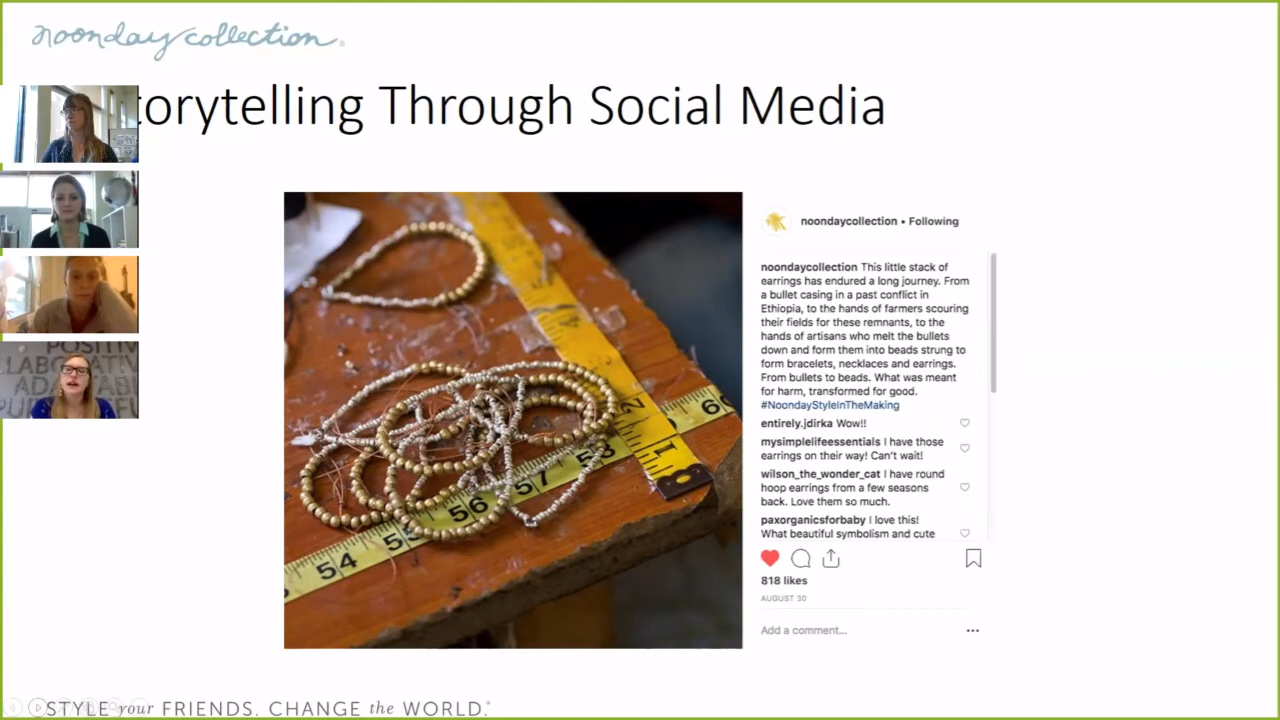 noonday collection
torytelling Through Social Media
POSITIV
LLABORATIV
ADAPTABL
noondaycollection • Following
noondaycollection This little stack of
earrings has endured a long journey. From
a bullet casing in a past conflict in
Ethiopia, to the hands of farmers scouring
their fields for these remnants, to the
hands of artisans who melt the bullets
down and form them into beads strung to
form bracelets, necklaces and earrings.
From bullets to beads. What was meant
for harm, transformed for good.
#NoondayStyleInTheMaking
entirely.jdirka Wow!!
mysimplelifeessentials I have those
earrings on their way! Can't wait!
wilson_the_wonder_cat I have round
hoop earrings from a few seasons
back. Love them so much.
paxorganicsforbaby I love this!
What beautiful symbolism and cute
818 likes
AUGUST 30
Add a comment...
2
1
60
58
57
56
55
54
STYLE your FRIENDS. CHANGE the WORLD.®